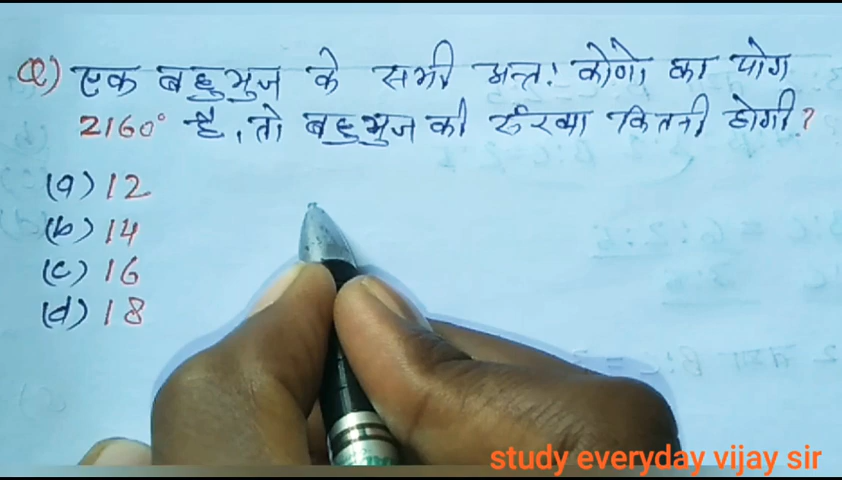 Q) एक बहुभुज के सभी अन्त: कोणो का योग
2160° है, तो बहुभुज की संख्या कितनी होगी?
(a) 12
(b) 14
(c) 16
(d) 18
study everyday vijay sir